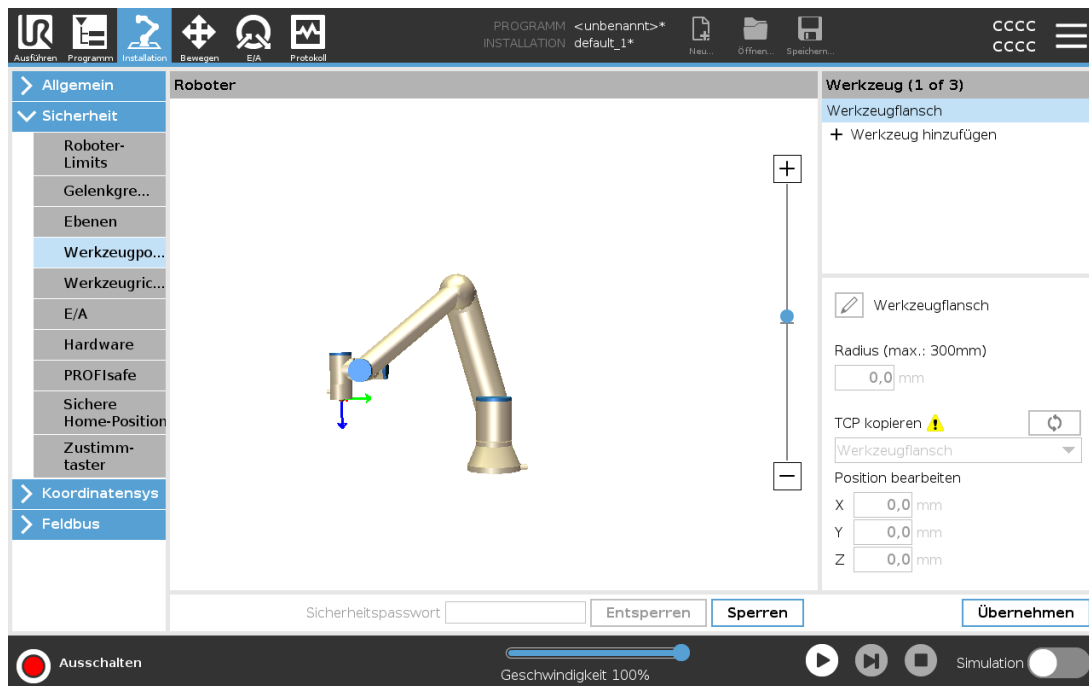 UR
PROGRAMM <unbenannt>*
INSTALLATION default_1*
Neu... Öffnen... Speichern...
CCCC
CCCC
Ausführen Programm Installation Bewegen E/A Protokoll
Allgemein
Sicherheit
Roboter-
Limits
Gelenkgre...
Ebenen
Werkzeugpo...
Werkzeugric...
E/A
Hardware
PROFIsafe
Sichere
Home-Position
Zustimm-
taster
Koordinatensys
Feldbus
Roboter
Werkzeug (1 of 3)
Werkzeugflansch
+ Werkzeug hinzufügen
Werkzeugflansch
Radius (max.: 300mm)
0,0 mm
TCP kopieren
Werkzeugflansch
Position bearbeiten
X 0,0 mm
Y 0,0 mm
Z 0,0 mm
Sicherheitspasswort Entsperren Sperren Übernehmen
Ausschalten
Geschwindigkeit 100%
Simulation